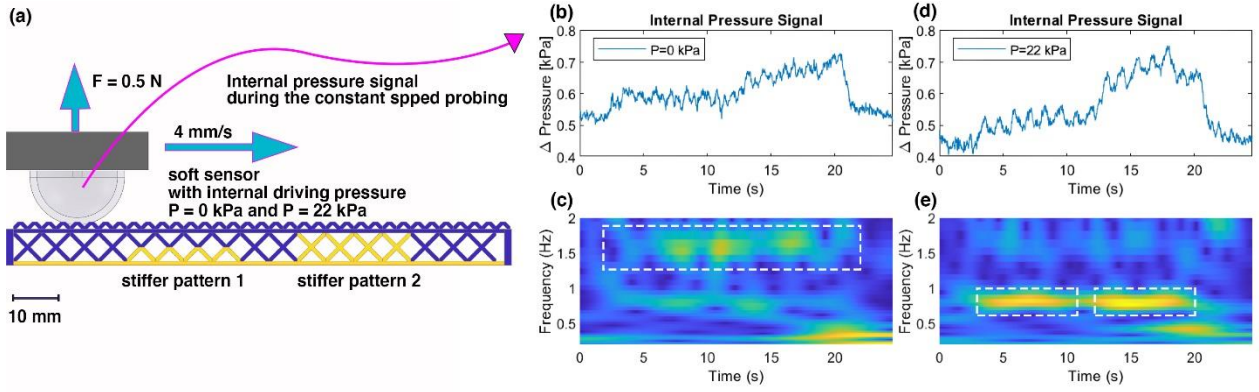 (a)
F = 0.5 N
Internal pressure signal
during the constant spped probing
4 mm/s
soft sensor
with internal driving pressure
P = 0 kPa and P = 22 kPa
stiffer pattern 1
stiffer pattern 2
10 mm
(b)
Internal Pressure Signal
P=0 kPa
Δ Pressure [kPa]
0.8
0.7
0.6
0.5
0.4
0 5 10 15 20
Time (s)
(c)
Frequency (Hz)
2
1.5
1
0.5
0 5 10 15 20
Time (s)
(d)
Internal Pressure Signal
P=22 kPa
Δ Pressure [kPa]
0.8
0.7
0.6
0.5
0.4
0 5 10 15 20
Time (s)
(e)
Frequency (Hz)
2
1.5
1
0.5
0 5 10 15 20
Time (s)